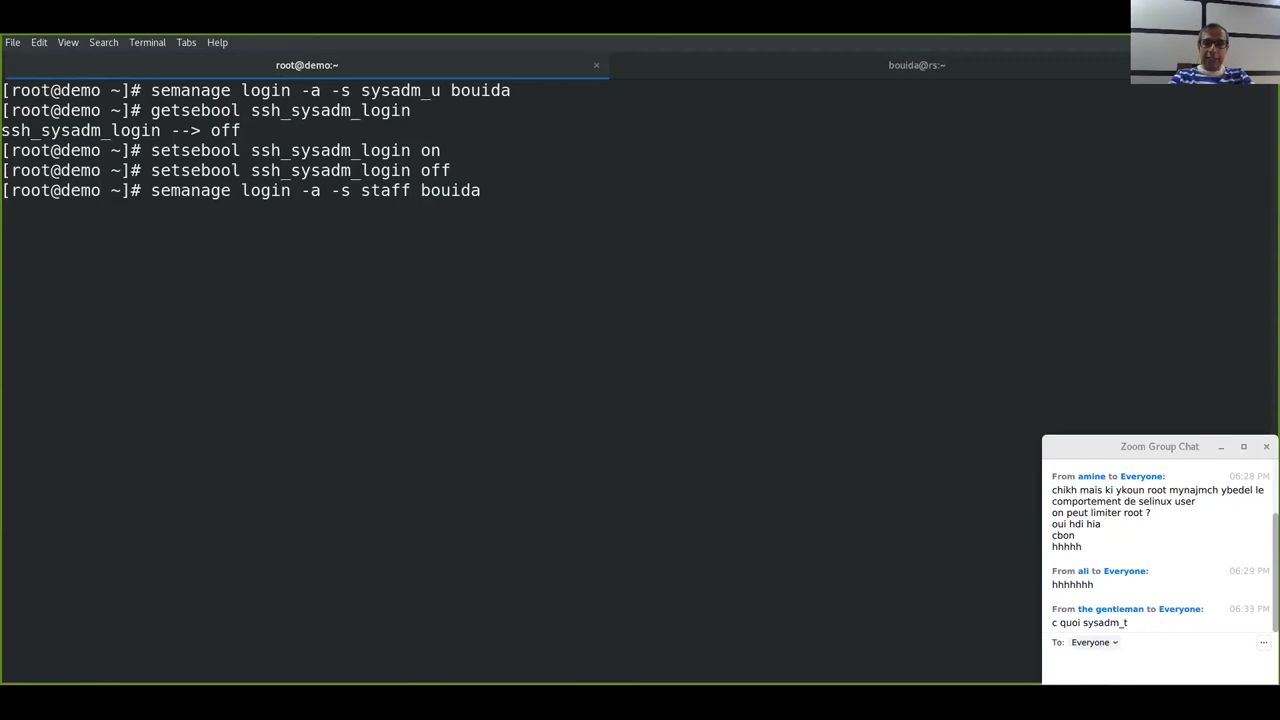 File Edit View Search Terminal Tabs Help
root@demo:~ × bouida@rs:~
[root@demo ~]# semanage login -a -s sysadm_u bouida
[root@demo ~]# getsebool ssh_sysadm_login
ssh_sysadm_login --> off
[root@demo ~]# setsebool ssh_sysadm_login on
[root@demo ~]# setsebool ssh_sysadm_login off
[root@demo ~]# semanage login -a -s staff bouida
Zoom Group Chat
From amine to Everyone: 06:28 PM
chikh mais ki ykoun root mynajmch ybedel le
comportement de selinux user
on peut limiter root ?
oui hdi hia
cbon
hhhhh
From ali to Everyone: 06:29 PM
hhhhhhh
From the gentleman to Everyone: 06:33 PM
c quoi sysadm_t
To: Everyone